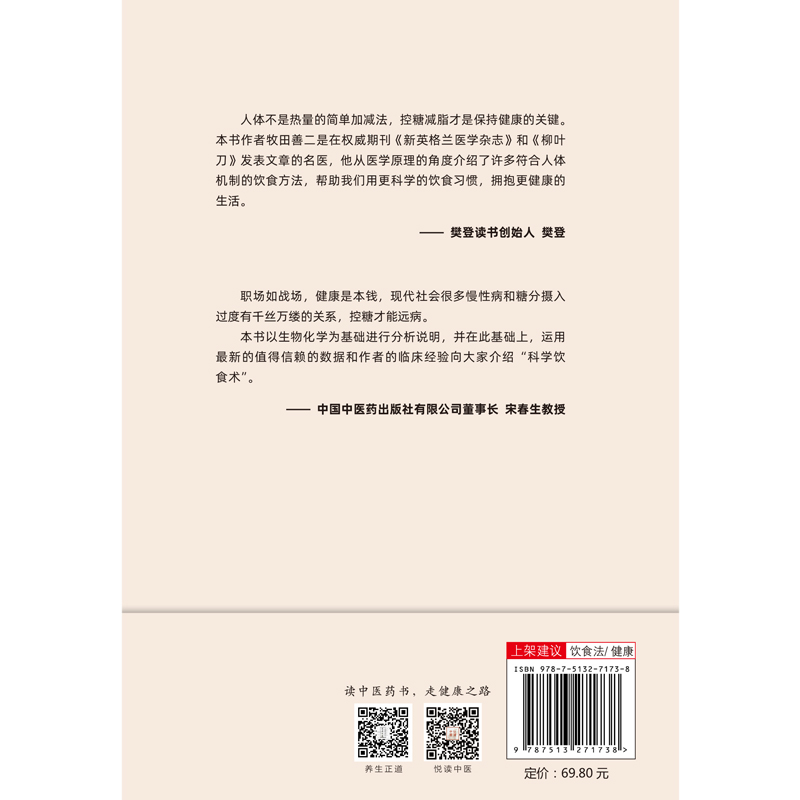 人体不是热量的简单加减法，控糖减脂才是保持健康的关键。
本书作者牧田善二是在权威期刊《新英格兰医学杂志》和《柳叶
刀》发表文章的名医，他从医学原理的角度介绍了许多符合人体
机制的饮食方法，帮助我们用更科学的饮食习惯，拥抱更健康的
生活。
—— 樊登读书创始人 樊登
职场如战场，健康是本钱，现代社会很多慢性病和糖分摄入
过度有千丝万缕的关系，控糖才能远病。
本书以生物化学为基础进行分析说明，并在此基础上，运用
最新的值得信赖的数据和作者的临床经验向大家介绍“科学饮
食术”。
—— 中国中医药出版社有限公司董事长 宋春生教授
上架建议 饮食法/健康
ISBN 978-7-5132-7173-8
9 787513 271738 >
定价：69.80 元
读中医药书，走健康之路
养生正道 悦读中医